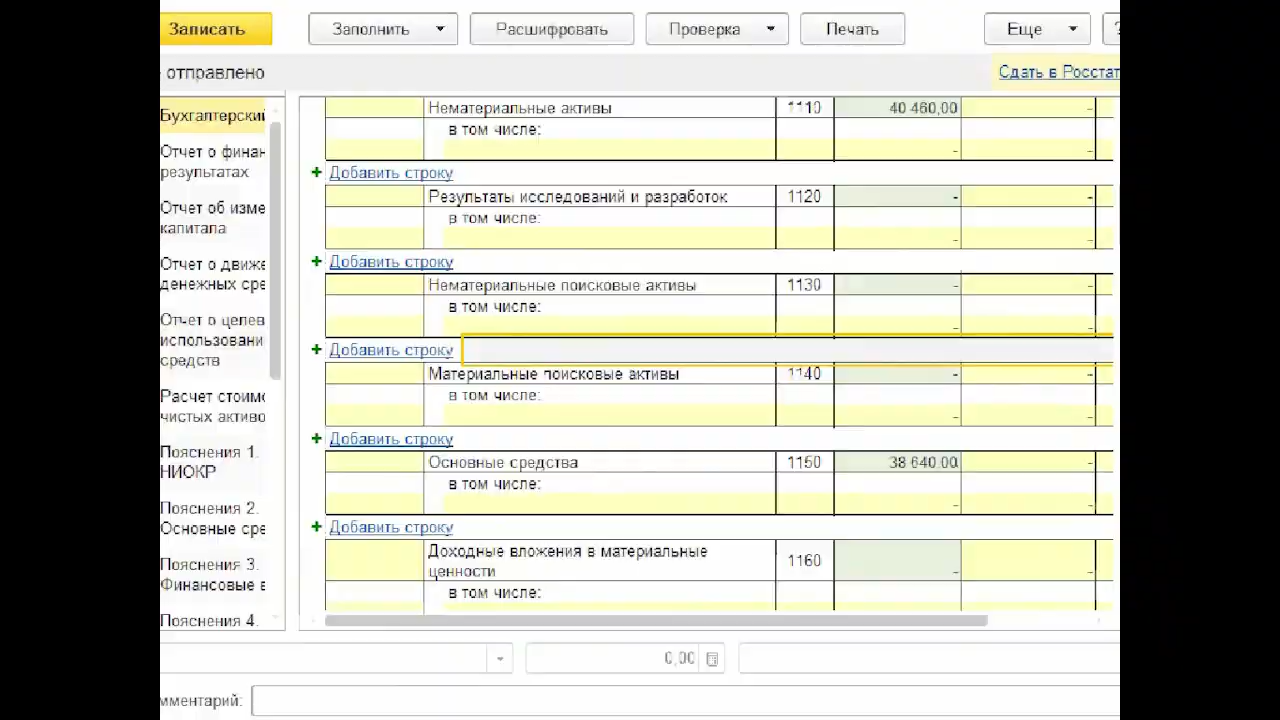 Записать Заполнить Расшифровать Проверка Печать Еще ?
отправлено Сдать в Росстат
Бухгалтерский
Отчет о финан
результатах
Отчет об изме
капитала
Отчет о движе
денежных сре
Отчет о целев
использовани
средств
Расчет стоимо
чистых активо
Пояснения 1.
НИОКР
Пояснения 2.
Основные сре
Пояснения 3.
Финансовые в
Пояснения 4.
Нематериальные активы 1110 40 460,00 -
в том числе:
- -
+ Добавить строку
Результаты исследований и разработок 1120 - -
в том числе:
- -
+ Добавить строку
Нематериальные поисковые активы 1130 - -
в том числе:
- -
+ Добавить строку
Материальные поисковые активы 1140 - -
в том числе:
- -
+ Добавить строку
Основные средства 1150 38 640,00 -
в том числе:
- -
+ Добавить строку
Доходные вложения в материальные
ценности 1160 - -
в том числе:
0,00
мментарий: